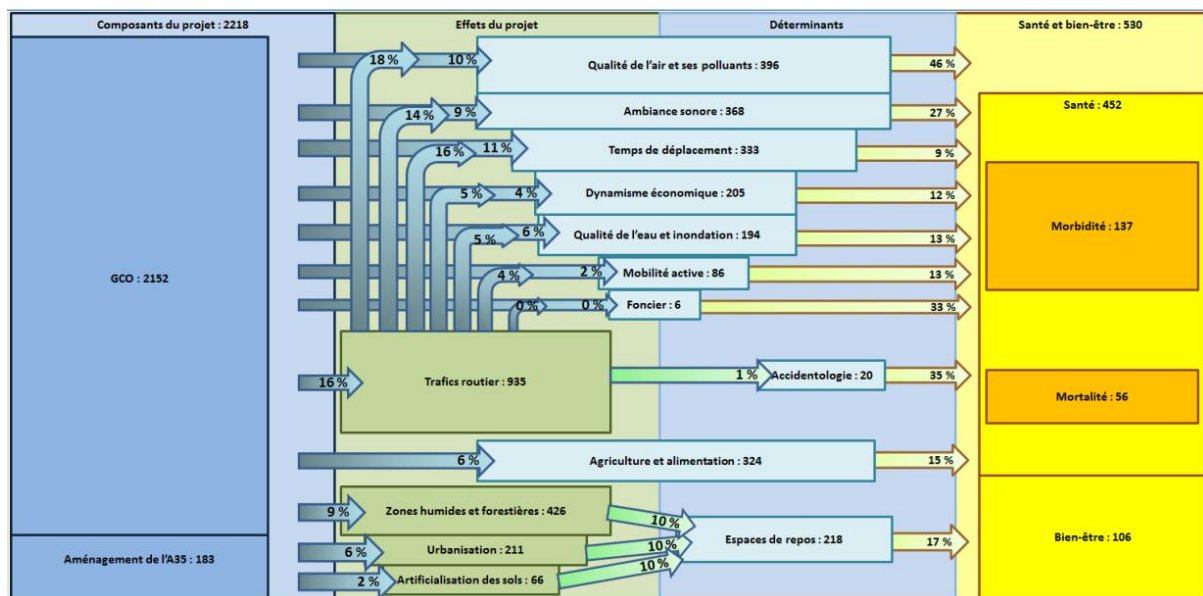 Composants du projet : 2218
Effets du projet
Déterminants
Santé et bien-être : 530
18 %
10 %
Qualité de l'air et ses polluants : 396
46 %
Santé : 452
14 %
9 %
Ambiance sonore : 368
27 %
16 %
11 %
Temps de déplacement : 333
9 %
5 %
4 %
Dynamisme économique : 205
12 %
5 %
6 %
Qualité de l'eau et inondation : 194
13 %
Morbidité : 137
GCO : 2152
4 %
2 %
Mobilité active : 86
13 %
0 %
0 %
Foncier : 6
33 %
16 %
Trafics routier : 935
1 %
Accidentologie : 20
35 %
Mortalité : 56
6 %
Agriculture et alimentation : 324
15 %
9 %
Zones humides et forestières : 426
10 %
Aménagement de l'A35 : 183
6 %
Urbanisation : 211
10 %
Espaces de repos : 218
17 %
Bien-être : 106
2 %
Artificialisation des sols : 66
10 %